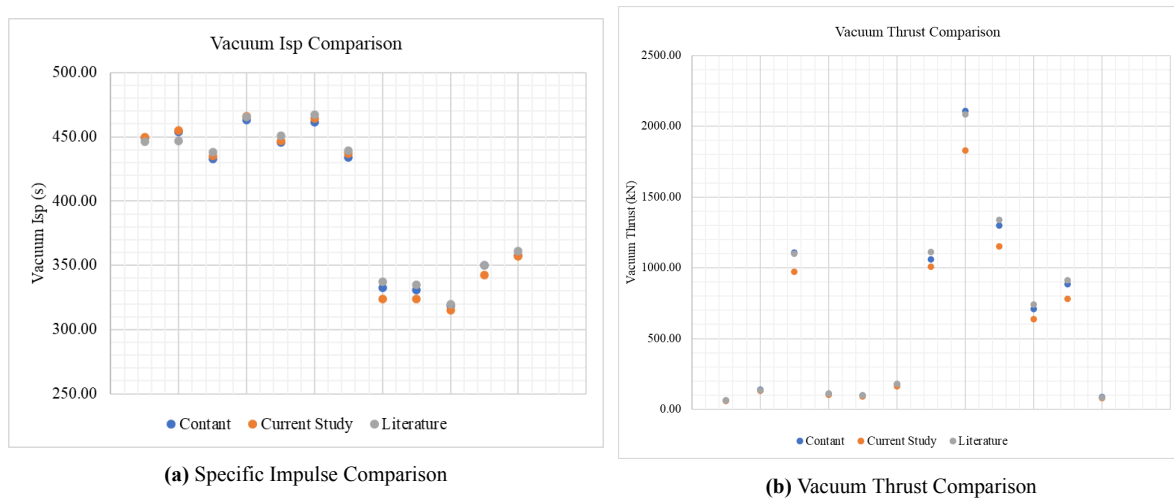 Vacuum Isp Comparison
500.00
450.00
400.00
350.00
300.00
250.00
Vacuum Isp (s)
Contant Current Study Literature
(a) Specific Impulse Comparison
Vacuum Thrust Comparison
2500.00
2000.00
1500.00
1000.00
500.00
0.00
Vacuum Thrust (kN)
Contant Current Study Literature
(b) Vacuum Thrust Comparison